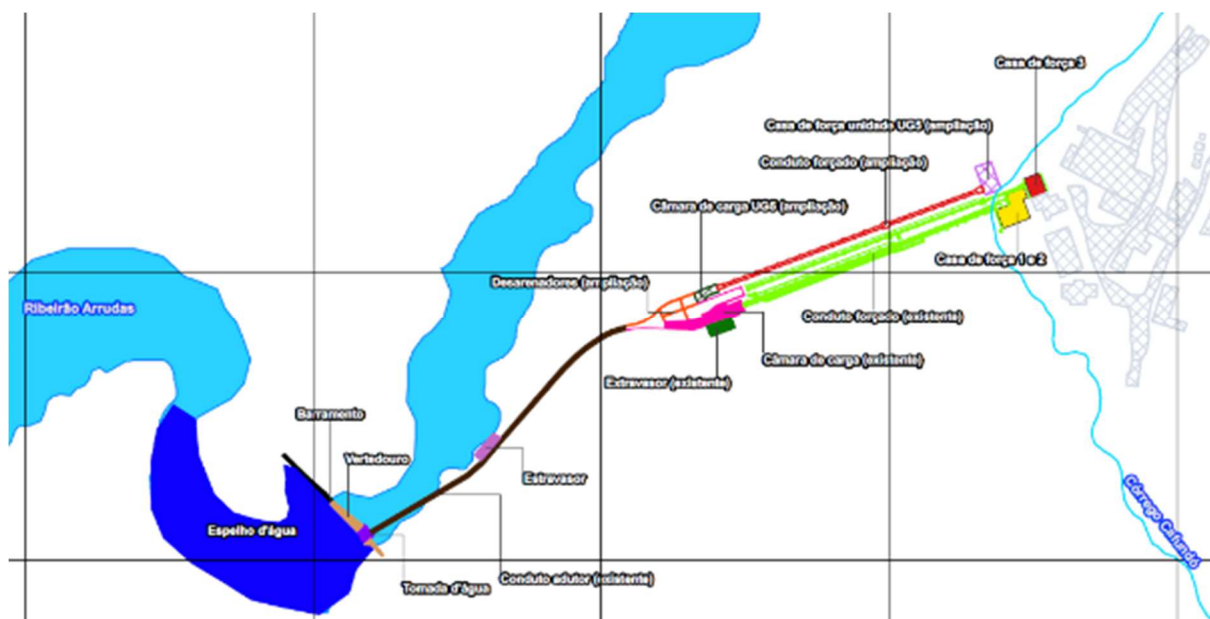 Casa de força 3
Casa de força unidade UG5 (ampliação)
Conduto forçado (ampliação)
Câmara de carga UG5 (ampliação)
Casa de força 1 e 2
Desarenadores (ampliação)
Ribeirão Arrudas
Conduto forçado (existente)
Câmara de carga (existente)
Extravasor (existente)
Barramento
Vertedouro
Estravasor
Espelho d'água
Córrego Cafundó
Conduto adutor (existente)
Tomada d'água